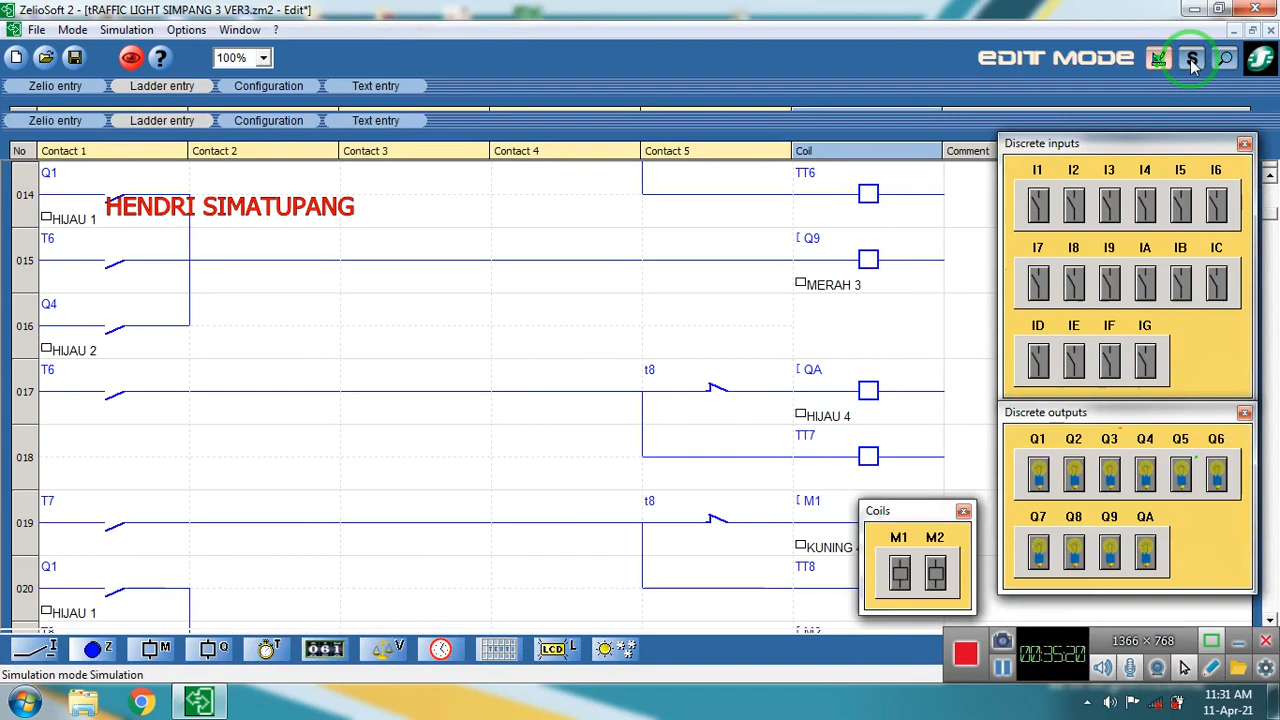 ZelioSoft 2 - [tRAFFIC LIGHT SIMPANG 3 VER3.zm2 - Edit*]
File Mode Simulation Options Window ?
100% EDIT MODE S
Zelio entry Ladder entry Configuration Text entry
Zelio entry Ladder entry Configuration Text entry
No Contact 1 Contact 2 Contact 3 Contact 4 Contact 5 Coil Comment
Q1 TT6
014
HIJAU 1
HENDRI SIMATUPANG
T6 [ Q9
015
MERAH 3
Q4
016
HIJAU 2
T6 t8 [ QA
017
HIJAU 4
TT7
018
T7 t8 [ M1
019
KUNING
Q1 TT8
020
HIJAU 1
Discrete inputs
I1 I2 I3 I4 I5 I6
I7 I8 I9 IA IB IC
ID IE IF IG
Discrete outputs
Q1 Q2 Q3 Q4 Q5 Q6
Q7 Q8 Q9 QA
Coils
M1 M2
I Z M Q T V LCD L
1366 × 768
00:35:20
Simulation mode Simulation
11:31 AM
11-Apr-21